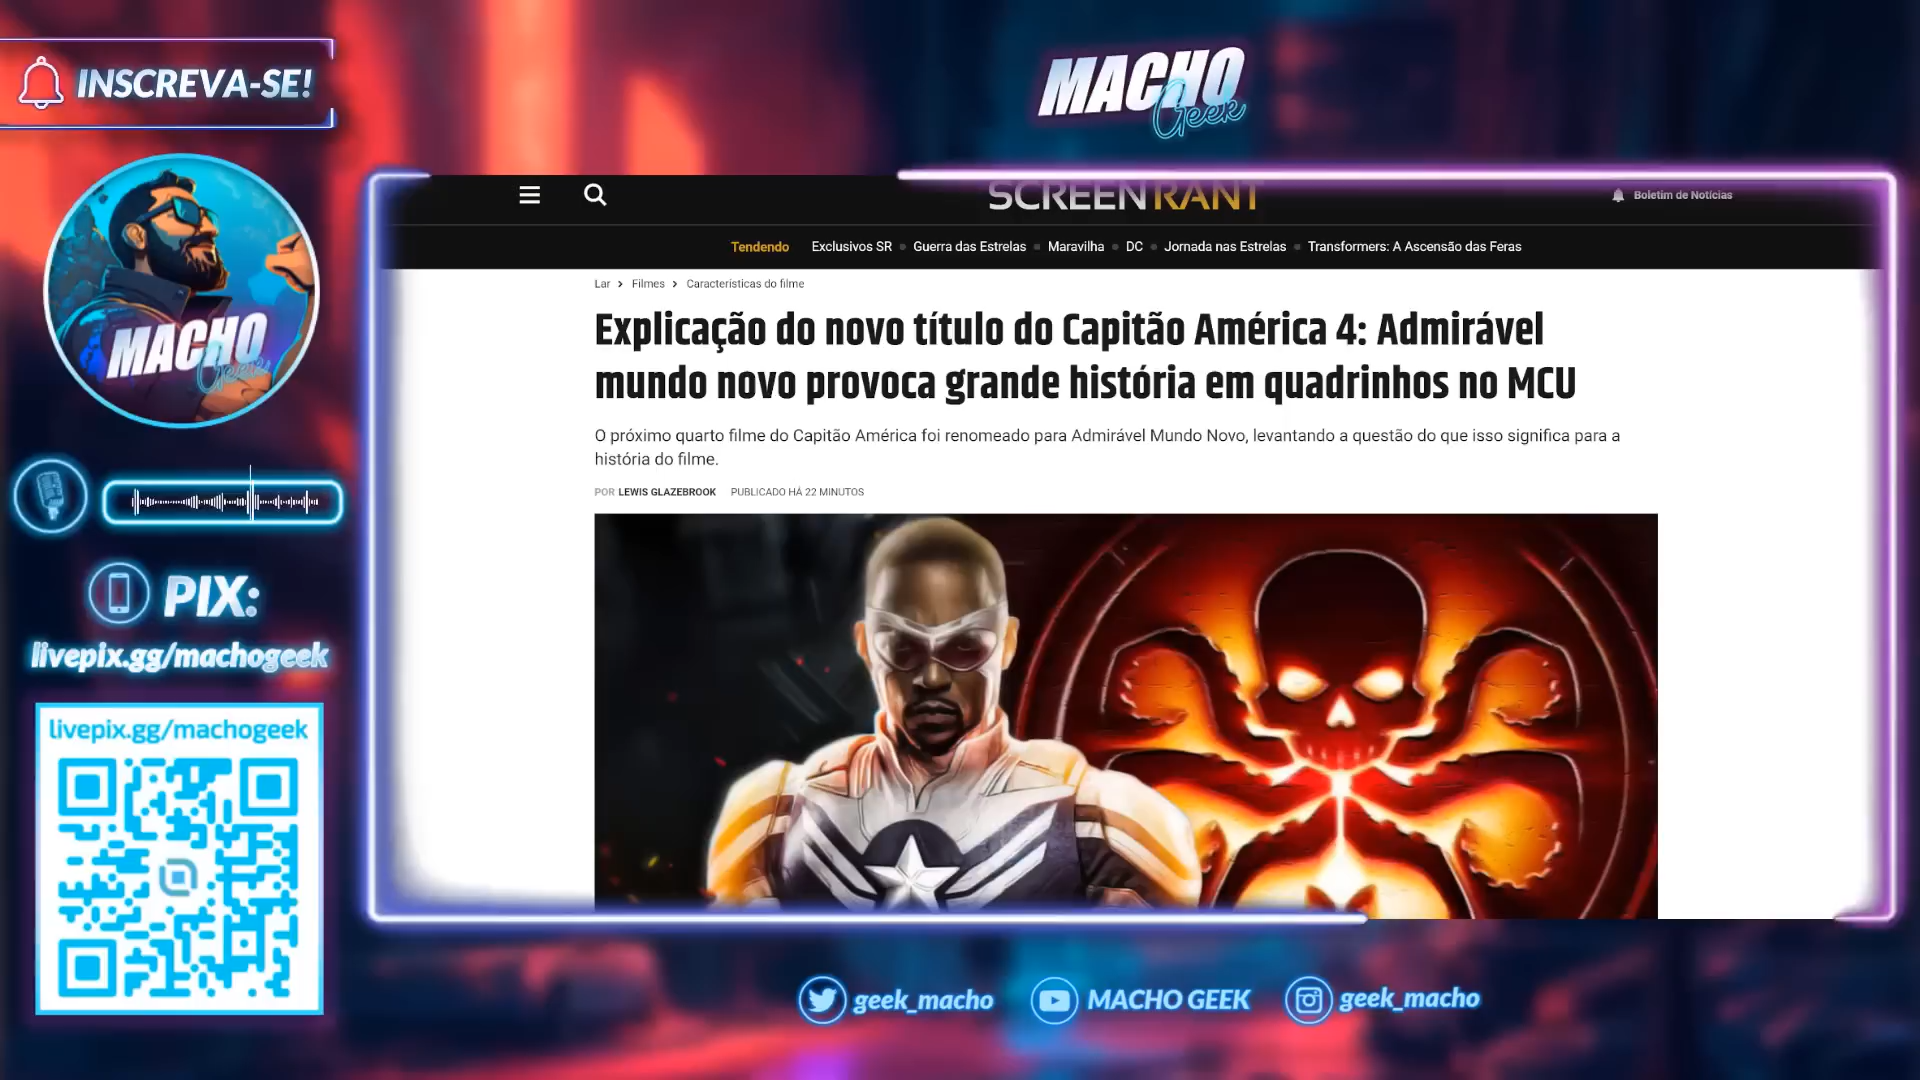 INSCREVA-SE!
MACHO
Geek
MACHO
Geek
PIX:
livepix.gg/machogeek
livepix.gg/machogeek
SCREENRANT
Boletim de Notícias
Tendendo Exclusivos SR Guerra das Estrelas Maravilha DC Jornada nas Estrelas Transformers: A Ascensão das Feras
Lar > Filmes > Características do filme
Explicação do novo título do Capitão América 4: Admirável
mundo novo provoca grande história em quadrinhos no MCU
O próximo quarto filme do Capitão América foi renomeado para Admirável Mundo Novo, levantando a questão do que isso significa para a
história do filme.
POR LEWIS GLAZEBROOK PUBLICADO HÁ 22 MINUTOS
geek_macho MACHO GEEK geek_macho